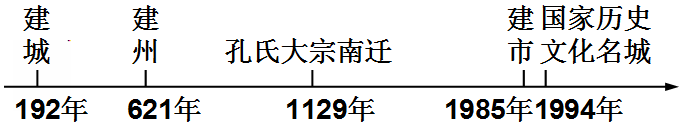 建城
建州
孔氏大宗南迁
建市
国家历史文化名城
192年
621年
1129年
1985年
1994年